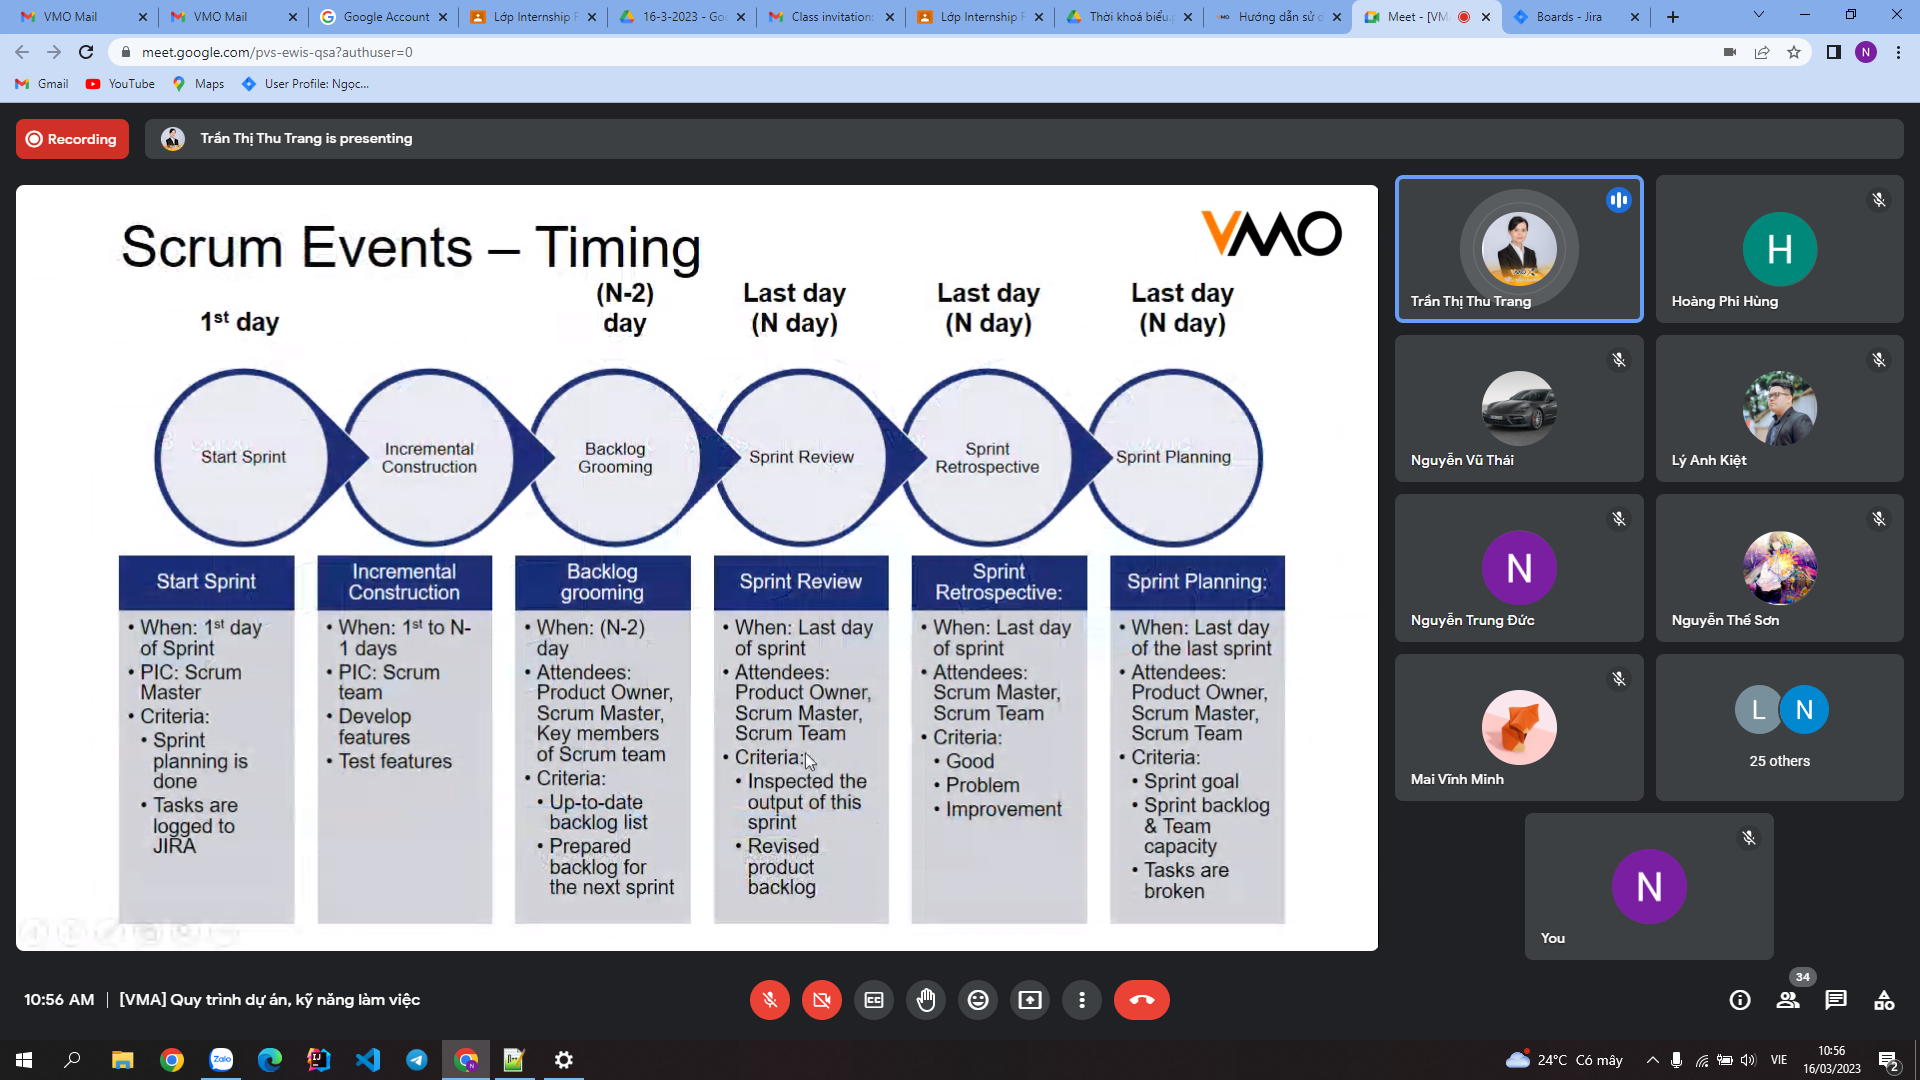 VMO Mail
VMO Mail
Google Account
Lớp Internship F
16-3-2023 - Goo
Class invitation:
Lớp Internship F
Thời khoá biểu.
Hướng dẫn sử d
Meet - [VM
Boards - Jira
meet.google.com/pvs-ewis-qsa?authuser=0
N
Gmail
YouTube
Maps
User Profile: Ngọc...
Recording
Trần Thị Thu Trang is presenting
Scrum Events – Timing
VMO
1st day
(N-2) day
Last day (N day)
Last day (N day)
Last day (N day)
Start Sprint
Incremental Construction
Backlog Grooming
Sprint Review
Sprint Retrospective
Sprint Planning
Start Sprint
• When: 1st day
of Sprint
• PIC: Scrum
Master
• Criteria:
• Sprint
planning is
done
• Tasks are
logged to
JIRA
Incremental
Construction
• When: 1st to N-
1 days
• PIC: Scrum
team
• Develop
features
• Test features
Backlog
grooming
• When: (N-2)
day
• Attendees:
Product Owner,
Scrum Master,
Key members
of Scrum team
• Criteria:
• Up-to-date
backlog list
• Prepared
backlog for
the next sprint
Sprint Review
• When: Last day
of sprint
• Attendees:
Product Owner,
Scrum Master,
Scrum Team
• Criteria:
• Inspected the
output of this
sprint
• Revised
product
backlog
Sprint
Retrospective:
• When: Last day
of sprint
• Attendees:
Scrum Master,
Scrum Team
• Criteria:
• Good
• Problem
• Improvement
Sprint Planning:
• When: Last day
of the last sprint
• Attendees:
Product Owner,
Scrum Master,
Scrum Team
• Criteria:
• Sprint goal
• Sprint backlog
& Team
capacity
• Tasks are
broken
Trần Thị Thu Trang
H
Hoàng Phi Hùng
Nguyễn Vũ Thái
Lý Anh Kiệt
N
Nguyễn Trung Đức
Nguyễn Thế Sơn
Mai Vĩnh Minh
L
N
25 others
N
You
10:56 AM | [VMA] Quy trình dự án, kỹ năng làm việc
34
Zalo
24°C Có mây
VIE
10:56
16/03/2023
2